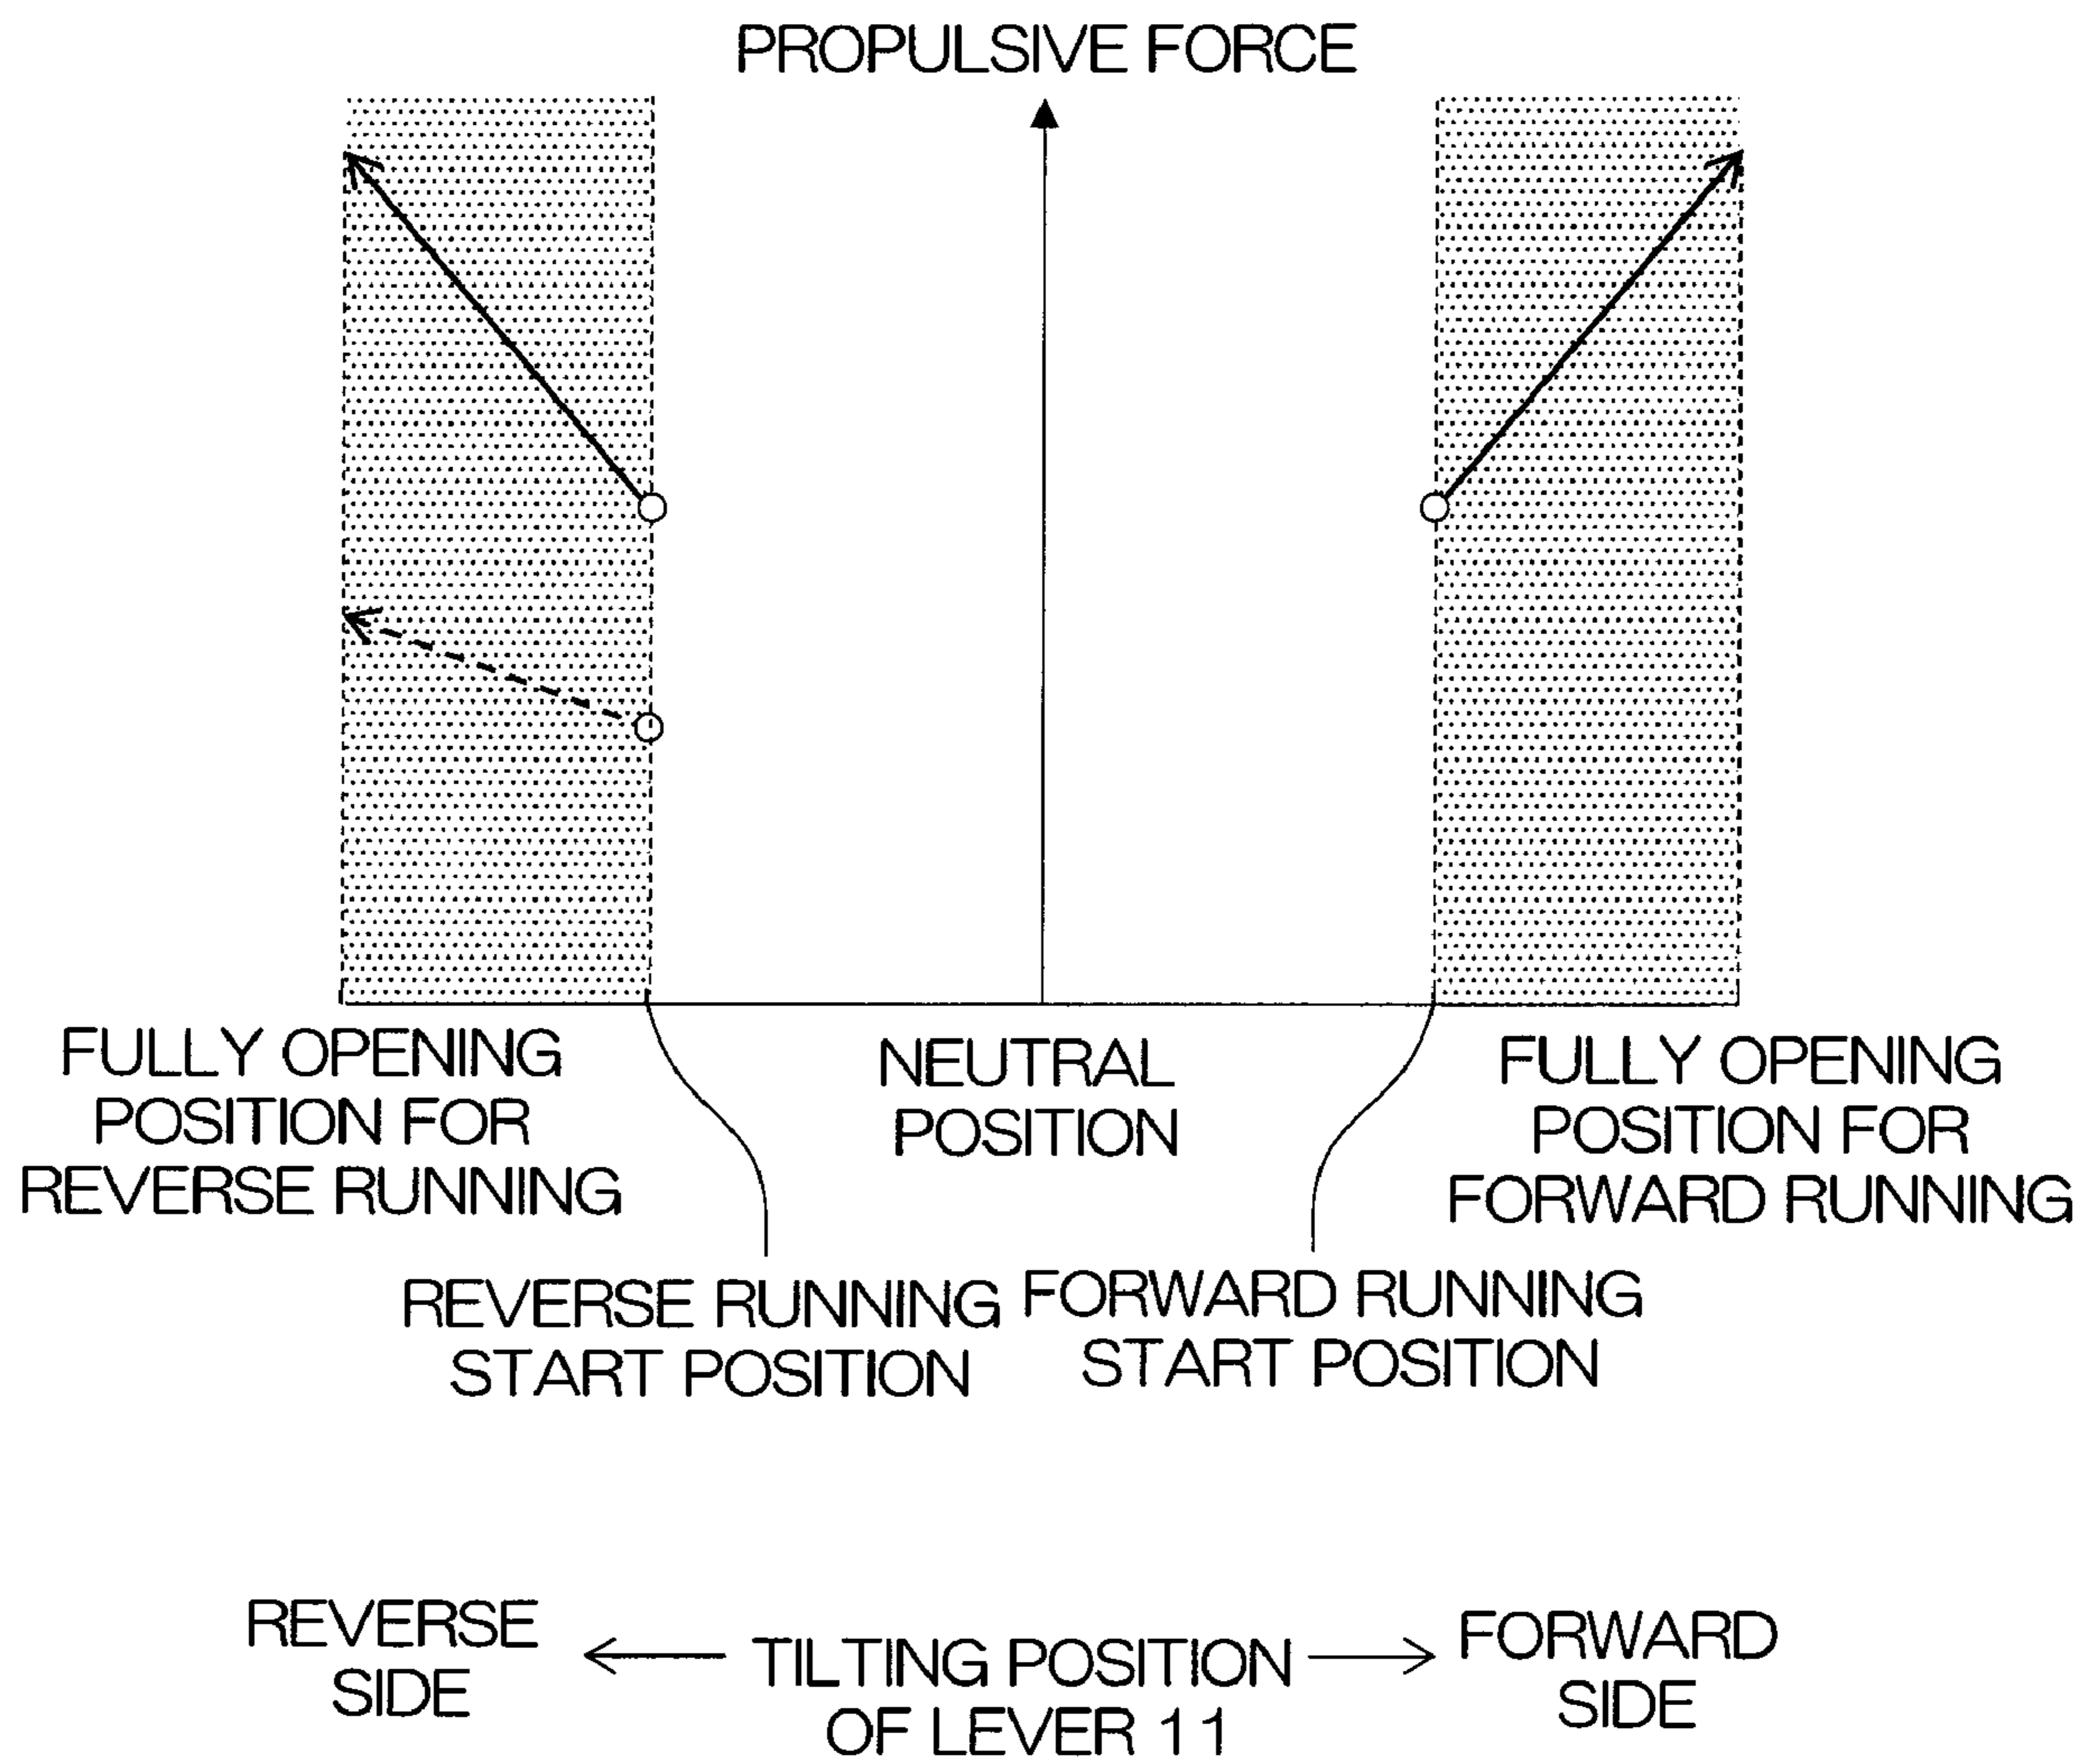 PROPULSIVE FORCE
FULLY OPENING
POSITION FOR
REVERSE RUNNING
NEUTRAL
POSITION
FULLY OPENING
POSITION FOR
FORWARD RUNNING
REVERSE RUNNING
START POSITION
FORWARD RUNNING
START POSITION
REVERSE
SIDE
TILTING POSITION
OF LEVER 11
FORWARD
SIDE